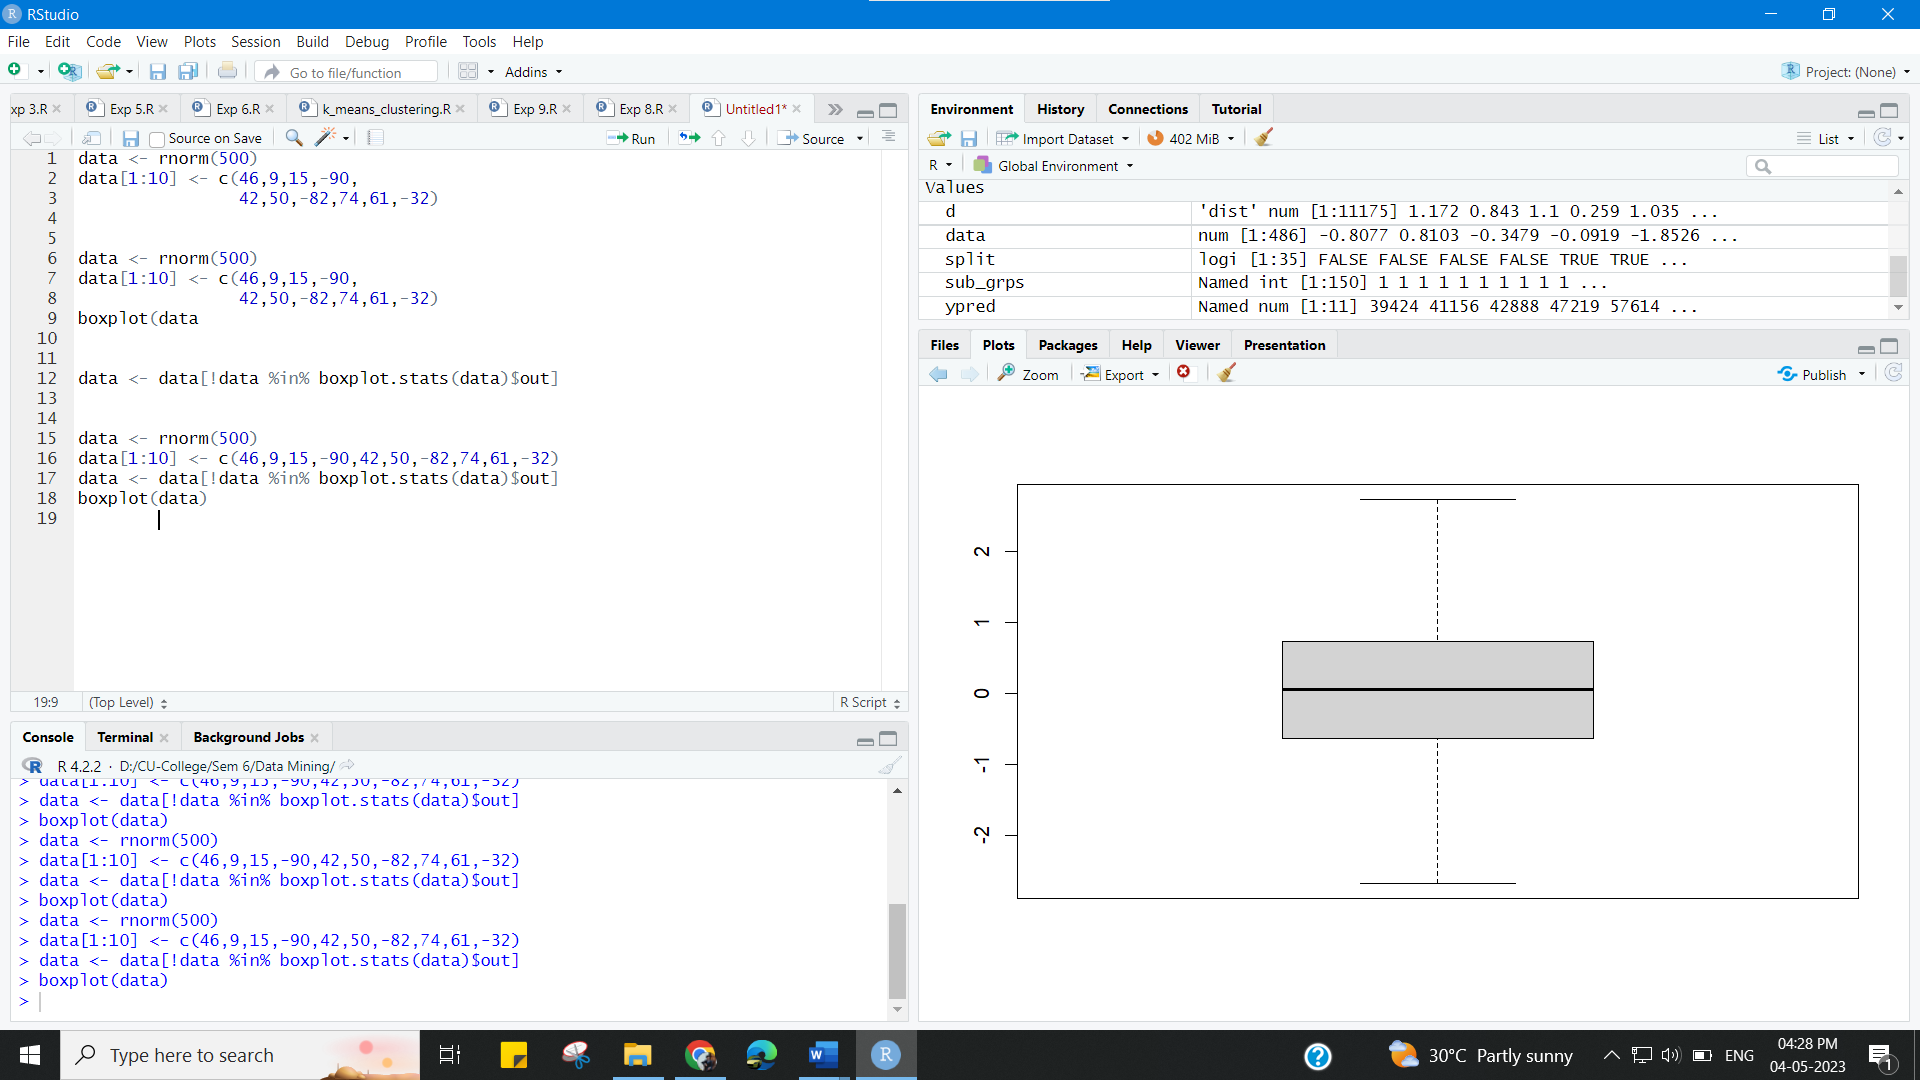 RStudio
File Edit Code View Plots Session Build Debug Profile Tools Help
Go to file/function Addins Project: (None)
xp 3.R Exp 5.R Exp 6.R k_means_clustering.R Exp 9.R Exp 8.R Untitled1*
Source on Save Run Source
1 data <- rnorm(500)
2 data[1:10] <- c(46,9,15,-90,
3 42,50,-82,74,61,-32)
4
5
6 data <- rnorm(500)
7 data[1:10] <- c(46,9,15,-90,
8 42,50,-82,74,61,-32)
9 boxplot(data
10
11
12 data <- data[!data %in% boxplot.stats(data)$out]
13
14
15 data <- rnorm(500)
16 data[1:10] <- c(46,9,15,-90,42,50,-82,74,61,-32)
17 data <- data[!data %in% boxplot.stats(data)$out]
18 boxplot(data)
19
19:9 (Top Level) R Script
Console Terminal Background Jobs
R 4.2.2 · D:/CU-College/Sem 6/Data Mining/
> data[1:10] <- c(46,9,15,-90,42,50,-82,74,61,-32)
> data <- data[!data %in% boxplot.stats(data)$out]
> boxplot(data)
> data <- rnorm(500)
> data[1:10] <- c(46,9,15,-90,42,50,-82,74,61,-32)
> data <- data[!data %in% boxplot.stats(data)$out]
> boxplot(data)
> data <- rnorm(500)
> data[1:10] <- c(46,9,15,-90,42,50,-82,74,61,-32)
> data <- data[!data %in% boxplot.stats(data)$out]
> boxplot(data)
>
Environment History Connections Tutorial
Import Dataset 402 MiB List
R Global Environment
Values
d 'dist' num [1:11175] 1.172 0.843 1.1 0.259 1.035 ...
data num [1:486] -0.8077 0.8103 -0.3479 -0.0919 -1.8526 ...
split logi [1:35] FALSE FALSE FALSE FALSE TRUE TRUE ...
sub_grps Named int [1:150] 1 1 1 1 1 1 1 1 1 1 ...
ypred Named num [1:11] 39424 41156 42888 47219 57614 ...
Files Plots Packages Help Viewer Presentation
Zoom Export Publish
2
1
0
-1
-2
Type here to search
W R
30°C Partly sunny ENG 04:28 PM
04-05-2023
1